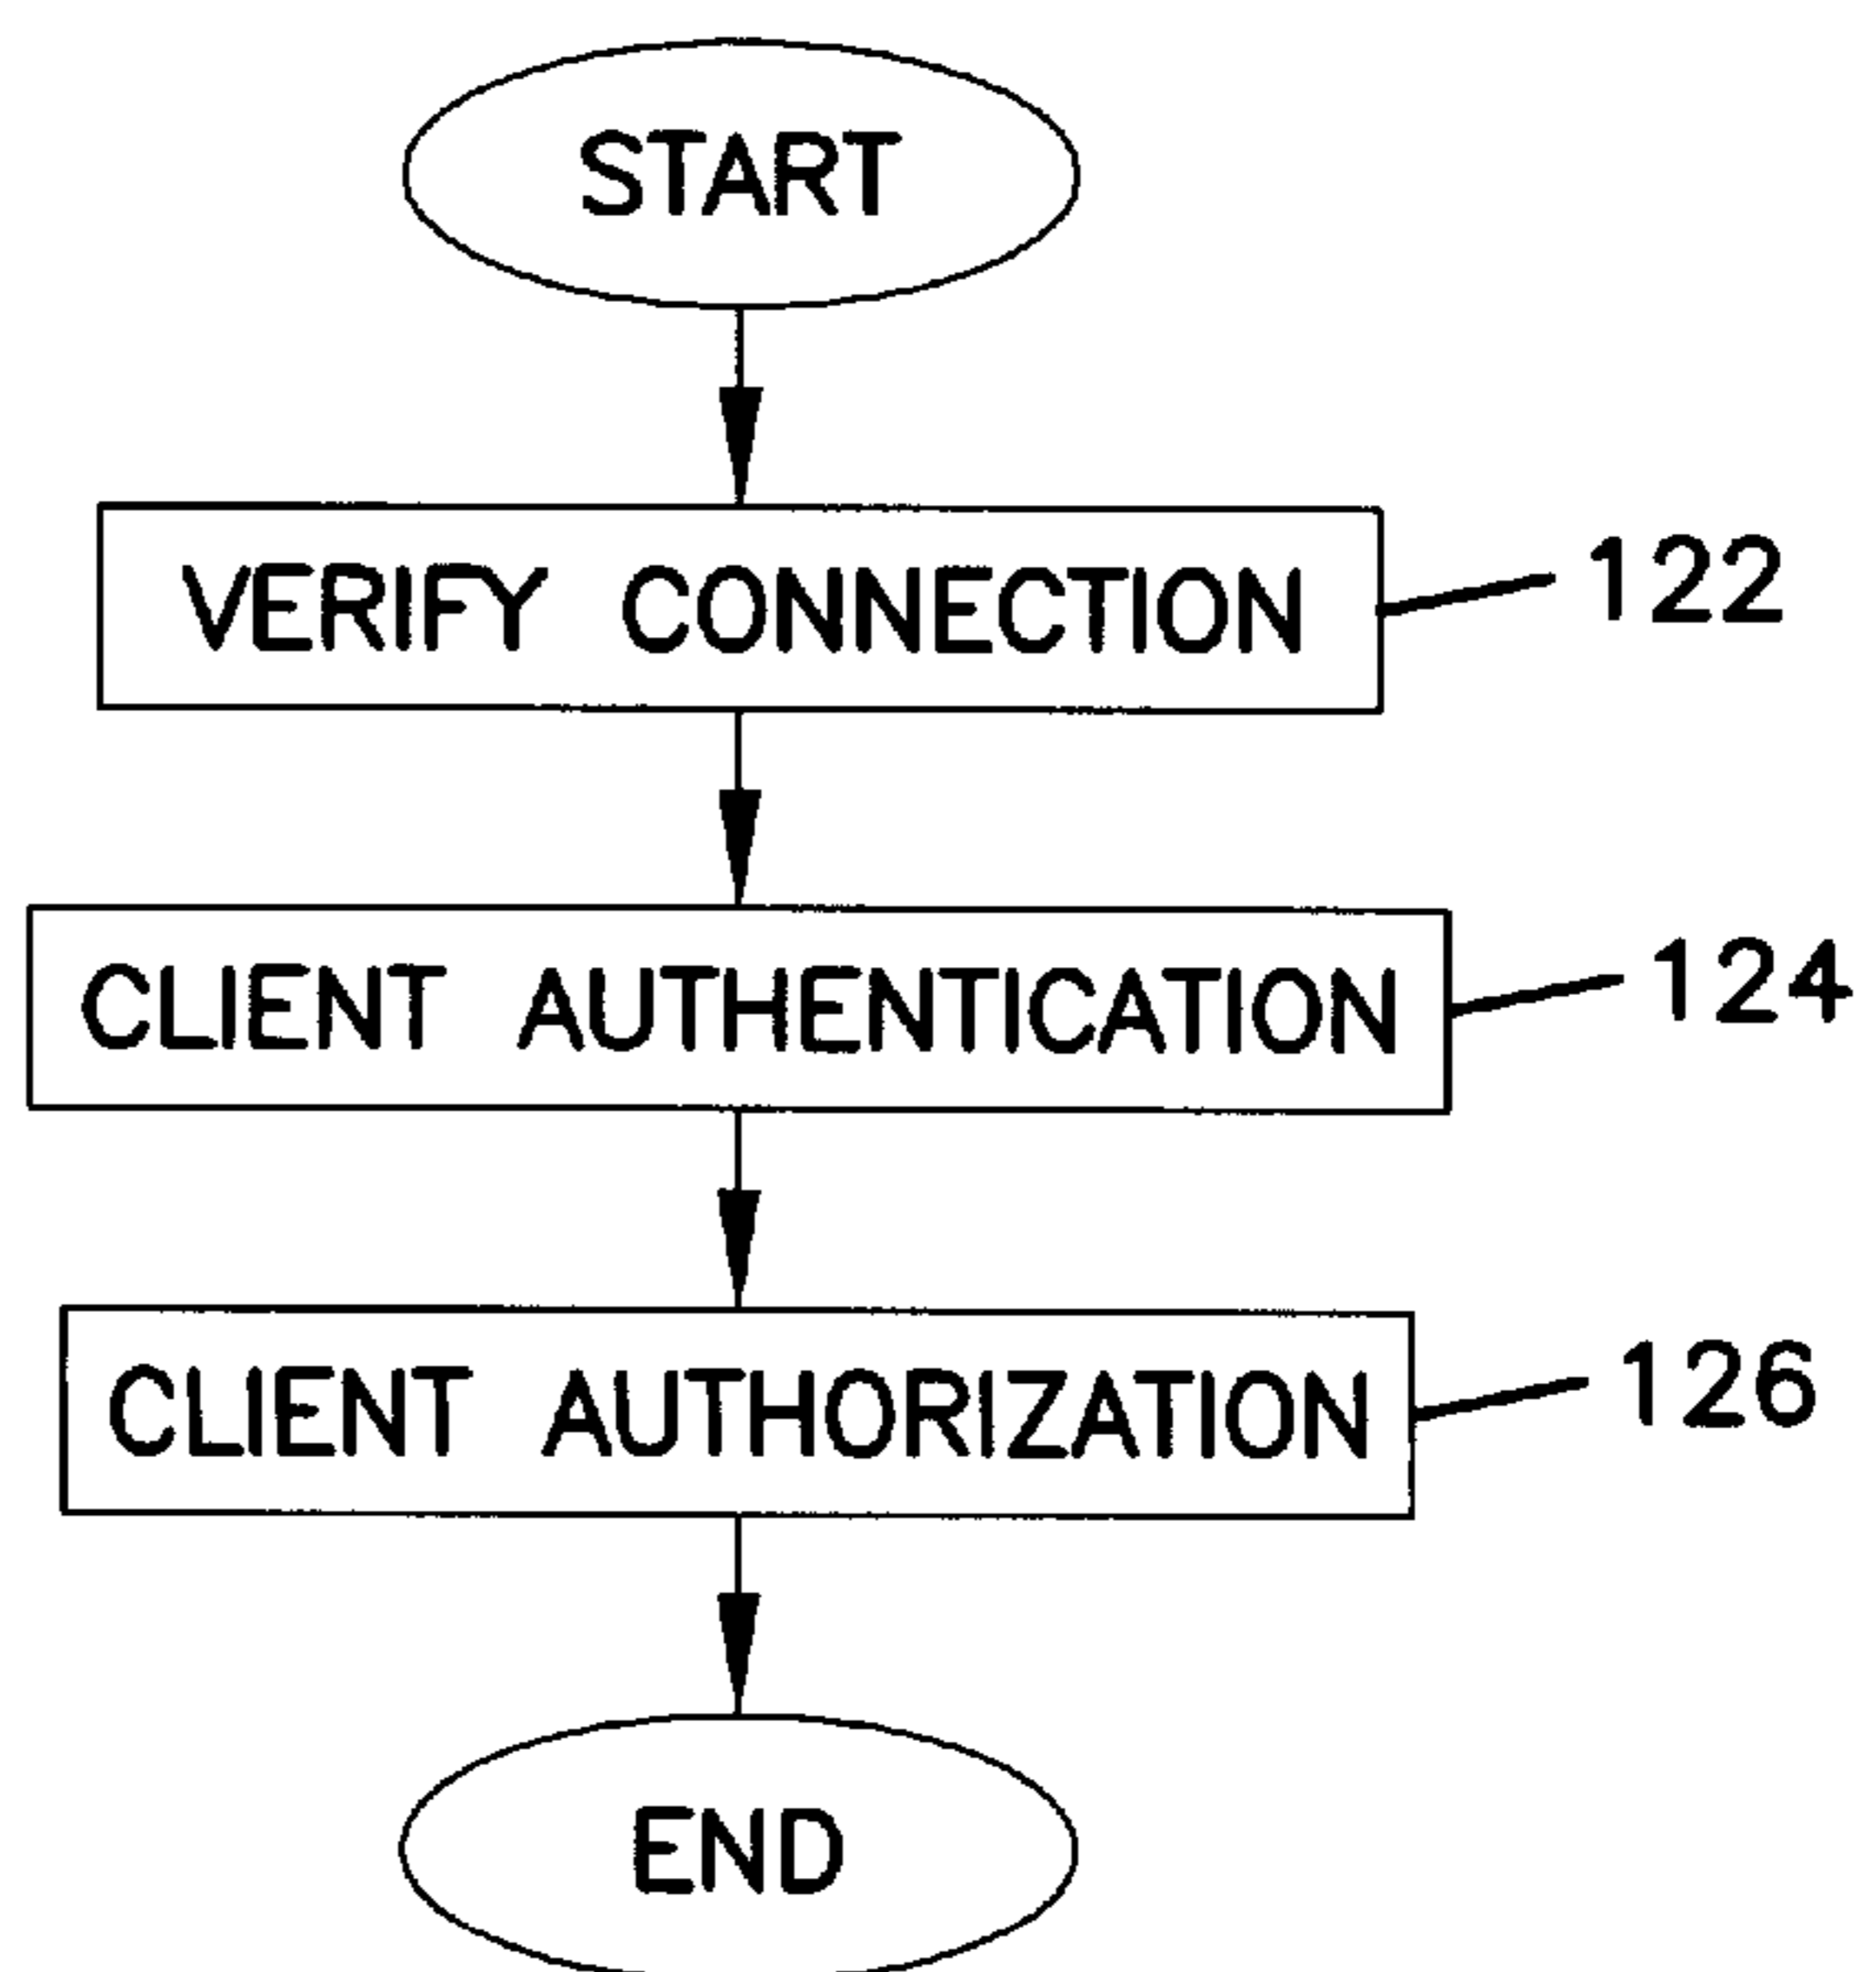 START
VERIFY CONNECTION 122
CLIENT AUTHENTICATION 124
CLIENT AUTHORIZATION 126
END